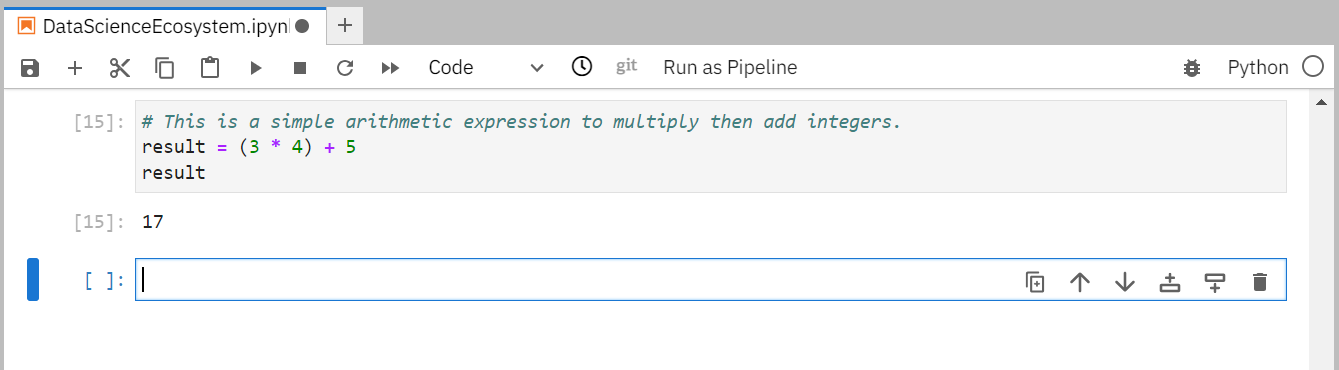 DataScienceEcosystem.ipyn
Code
git
Run as Pipeline
Python
[15]: # This is a simple arithmetic expression to multiply then add integers.
result = (3 * 4) + 5
result
[15]: 17
[ ]: